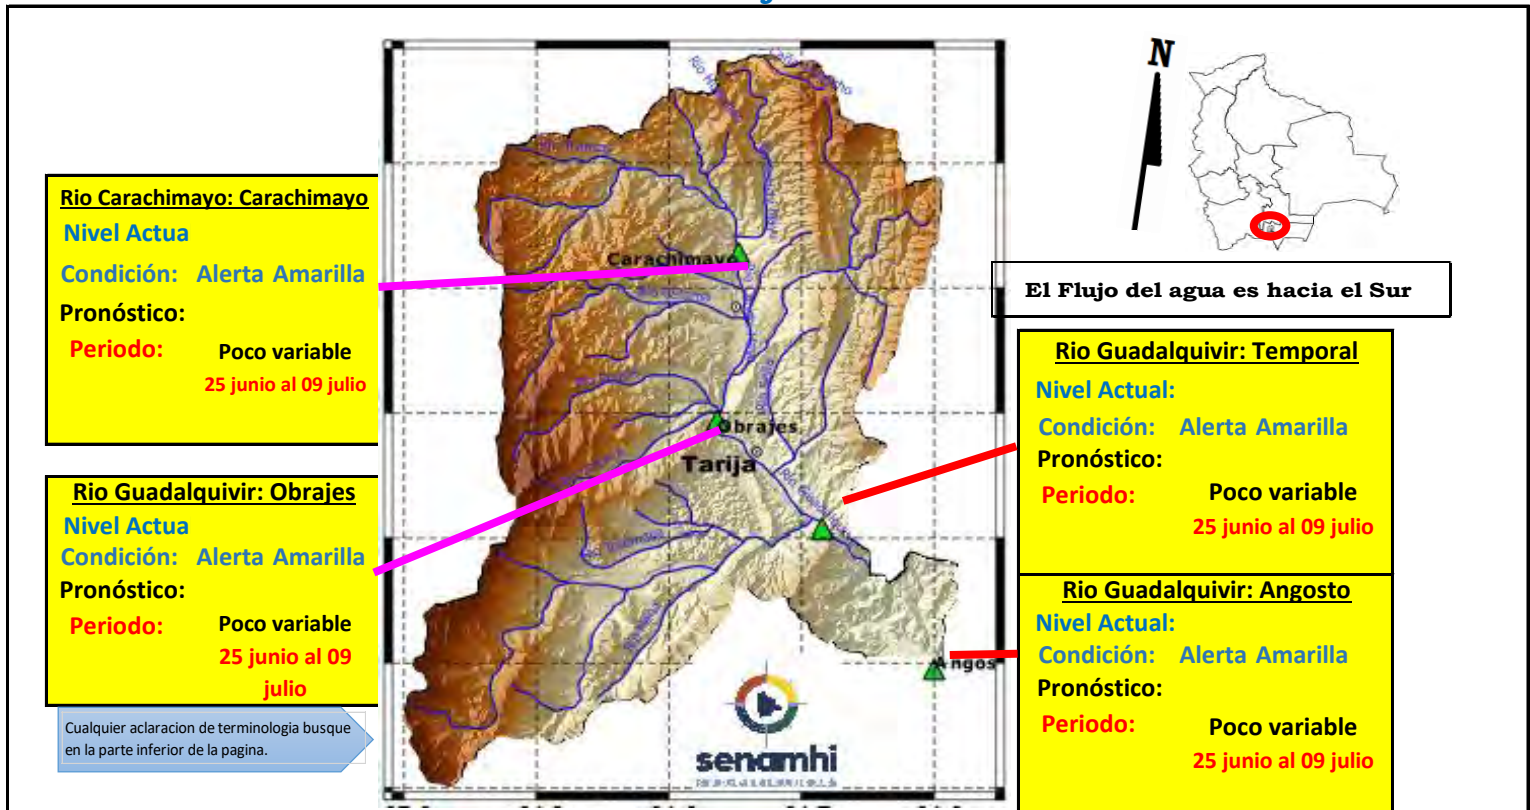 N
Rio Carachimayo: Carachimayo
Nivel Actua
Condición: Alerta Amarilla
Pronóstico:
Periodo: Poco variable
25 junio al 09 julio
Rio Guadalquivir: Obrajes
Nivel Actua
Condición: Alerta Amarilla
Pronóstico:
Periodo: Poco variable
25 junio al 09
julio
Cualquier aclaracion de terminologia busque
en la parte inferior de la pagina.
Carachimayo
Obrajes
Tarija
Angos
senamhi
El Flujo del agua es hacia el Sur
Rio Guadalquivir: Temporal
Nivel Actual:
Condición: Alerta Amarilla
Pronóstico:
Periodo: Poco variable
25 junio al 09 julio
Rio Guadalquivir: Angosto
Nivel Actual:
Condición: Alerta Amarilla
Pronóstico:
Periodo: Poco variable
25 junio al 09 julio